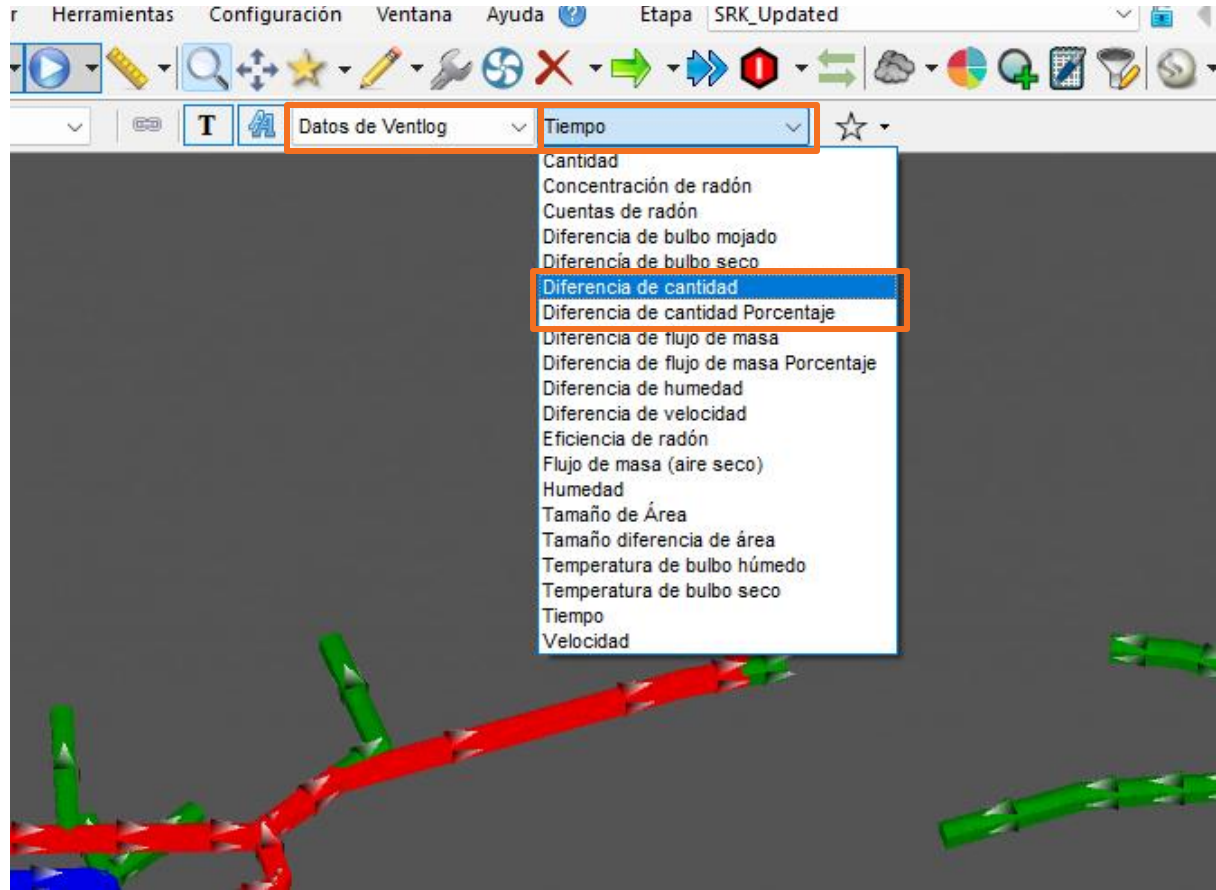 r Herramientas Configuración Ventana Ayuda ? Etapa SRK_Updated
T A Datos de Ventlog Tiempo
Cantidad
Concentración de radón
Cuentas de radón
Diferencia de bulbo mojado
Diferencía de bulbo seco
Diferencia de cantidad
Diferencia de cantidad Porcentaje
Diferencia de flujo de masa
Diferencia de flujo de masa Porcentaje
Diferencia de humedad
Diferencia de velocidad
Eficiencia de radón
Flujo de masa (aire seco)
Humedad
Tamaño de Área
Tamaño diferencia de área
Temperatura de bulbo húmedo
Temperatura de bulbo seco
Tiempo
Velocidad